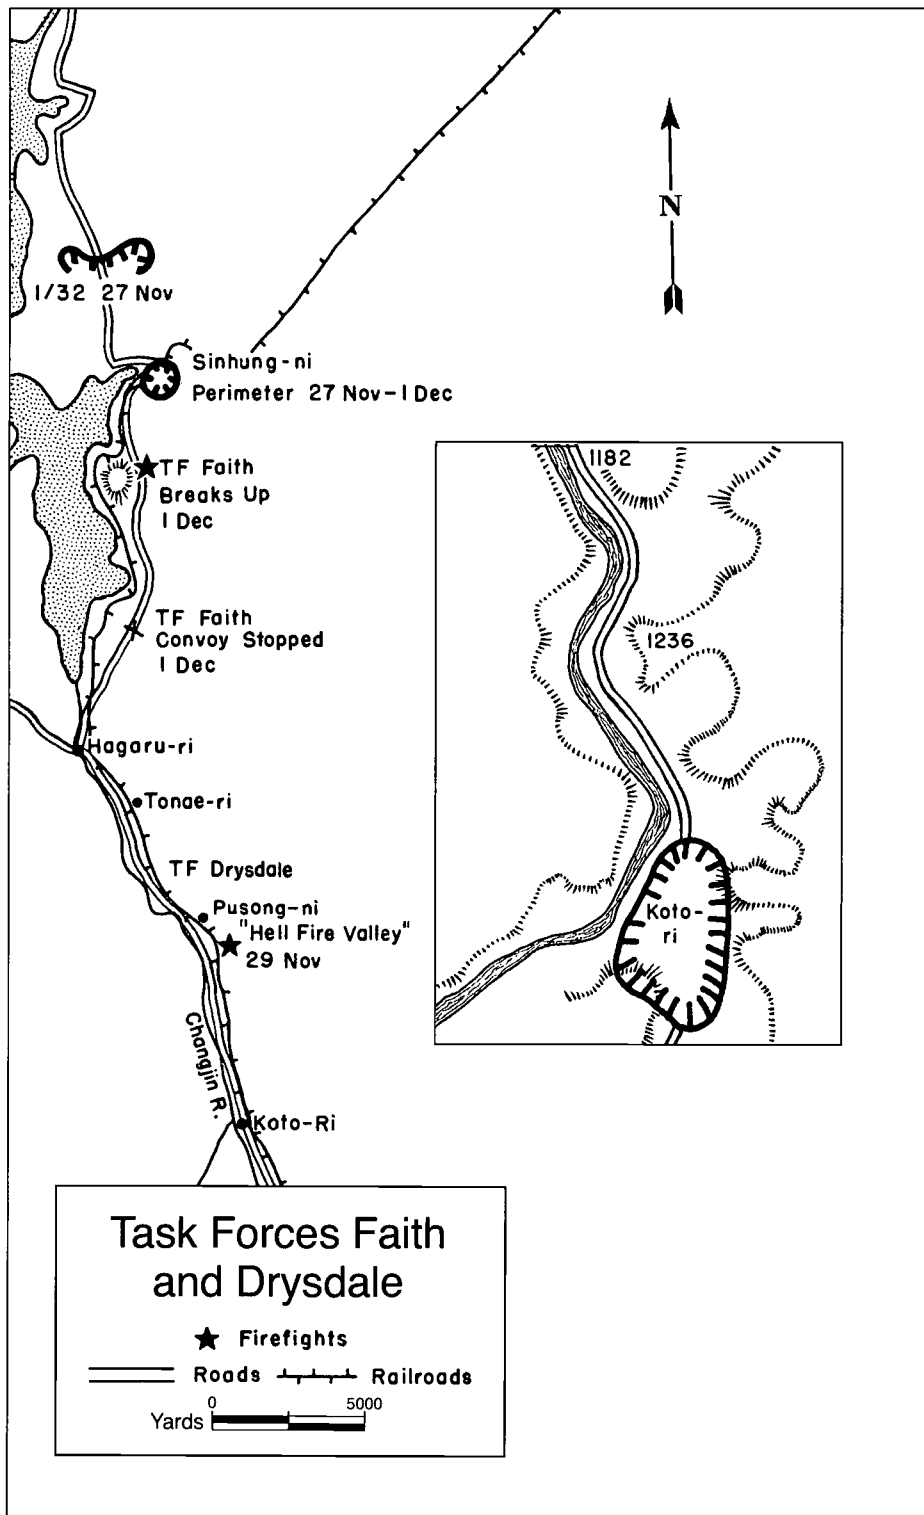 N
1/32 27 Nov
Sinhung-ni
Perimeter 27 Nov-1 Dec
TF Faith
Breaks Up
1 Dec
1182
TF Faith
Convoy Stopped
1 Dec
1236
Hagaru-ri
Tonae-ri
TF Drysdale
Pusong-ni
"Hell Fire Valley"
29 Nov
Koto-
ri
Changjin R.
Koto-Ri
Task Forces Faith
and Drysdale
Firefights
Roads
Railroads
0 5000
Yards